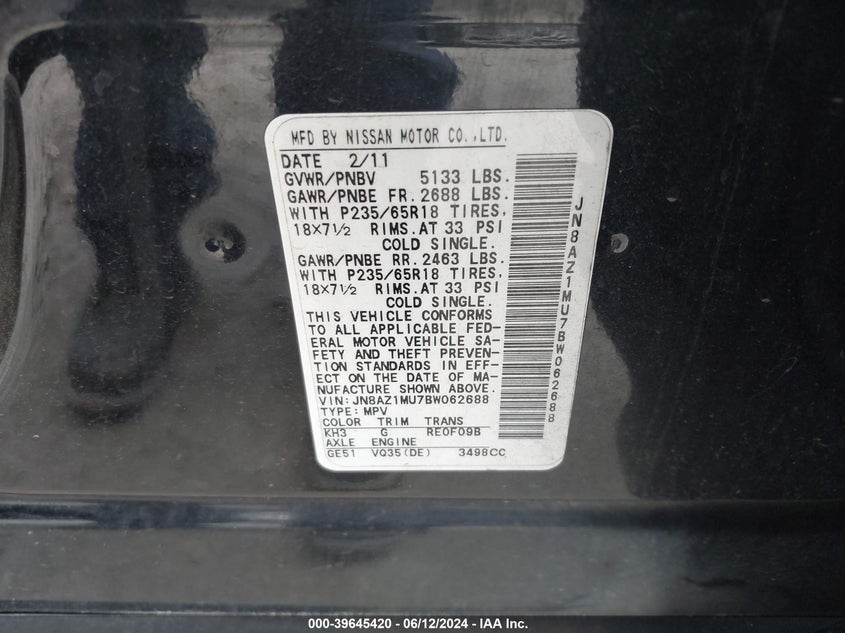 MFD BY NISSAN MOTOR CO.,LTD.
DATE 2/11
GVWR/PNBV 5133 LBS.
GAWR/PNBE FR. 2688 LBS.
WITH P235/65R18 TIRES,
18×7½ RIMS. AT 33 PSI
COLD SINGLE.
GAWR/PNBE RR. 2463 LBS.
WITH P235/65R18 TIRES,
18×7½ RIMS. AT 33 PSI
COLD SINGLE.
THIS VEHICLE CONFORMS
TO ALL APPLICABLE FED-
ERAL MOTOR VEHICLE SA-
FETY AND THEFT PREVEN-
TION STANDARDS IN EFF-
ECT ON THE DATE OF MA-
NUFACTURE SHOWN ABOVE.
VIN:JN8AZ1MU7BW062688
TYPE:MPV
COLOR TRIM TRANS
KH3 G RE0F09B
AXLE ENGINE
GE51 VQ35(DE) 3498CC
JN8AZ1MU7BW062688
000-39645420 - 06/12/2024 - IAA Inc.